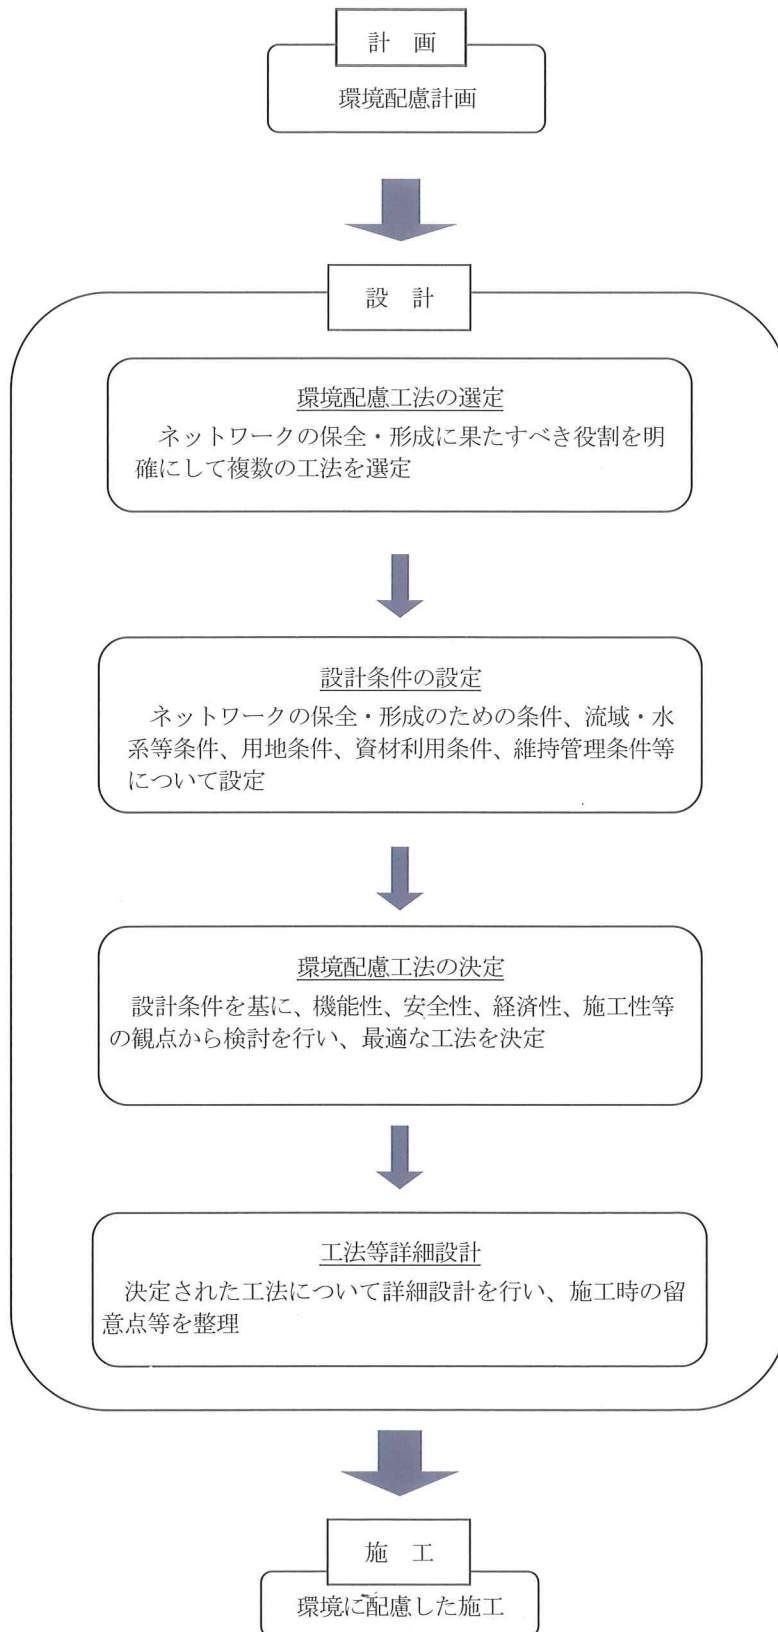 計　画
環境配慮計画
設　計
環境配慮工法の選定
ネットワークの保全・形成に果たすべき役割を明
確にして複数の工法を選定
設計条件の設定
ネットワークの保全・形成のための条件、流域・水
系等条件、用地条件、資材利用条件、維持管理条件等
について設定
環境配慮工法の決定
設計条件を基に、機能性、安全性、経済性、施工性等
の観点から検討を行い、最適な工法を決定
工法等詳細設計
決定された工法について詳細設計を行い、施工時の留
意点等を整理
施　工
環境に配慮した施工